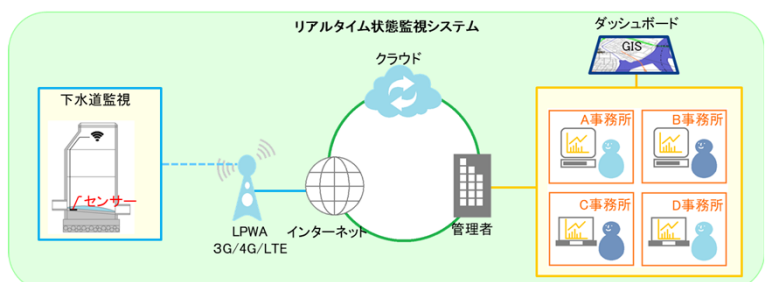 リアルタイム状態監視システム
ダッシュボード
GIS
クラウド
下水道監視
センサー
LPWA
3G/4G/LTE
インターネット
管理者
A事務所
B事務所
C事務所
D事務所